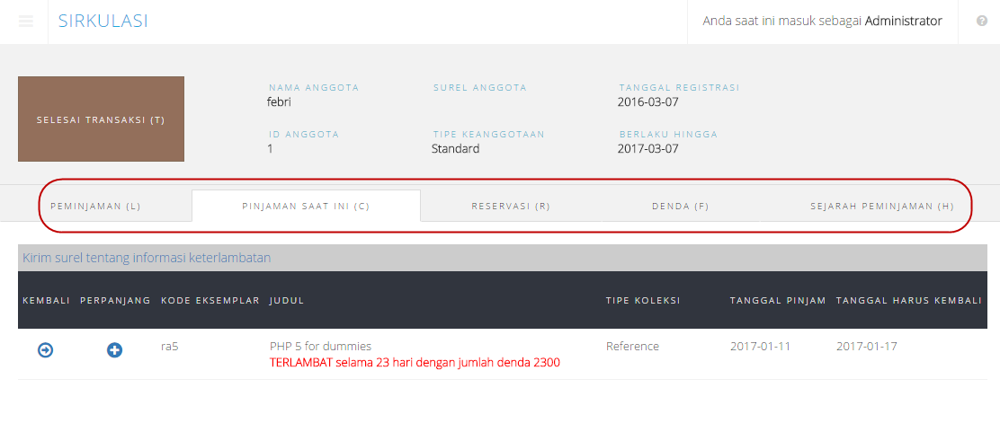 SIRKULASI
Anda saat ini masuk sebagai Administrator
SELESAI TRANSAKSI (T)
NAMA ANGGOTA
febri
SUREL ANGGOTA
TANGGAL REGISTRASI
2016-03-07
ID ANGGOTA
1
TIPE KEANGGOTAAN
Standard
BERLAKU HINGGA
2017-03-07
PEMINJAMAN (L)
PINJAMAN SAAT INI (C)
RESERVASI (R)
DENDA (F)
SEJARAH PEMINJAMAN (H)
Kirim surel tentang informasi keterlambatan
KEMBALI PERPANJANG KODE EKSEMPLAR JUDUL TIPE KOLEKSI TANGGAL PINJAM TANGGAL HARUS KEMBALI
ra5 PHP 5 for dummies Reference 2017-01-11 2017-01-17
TERLAMBAT selama 23 hari dengan jumlah denda 2300